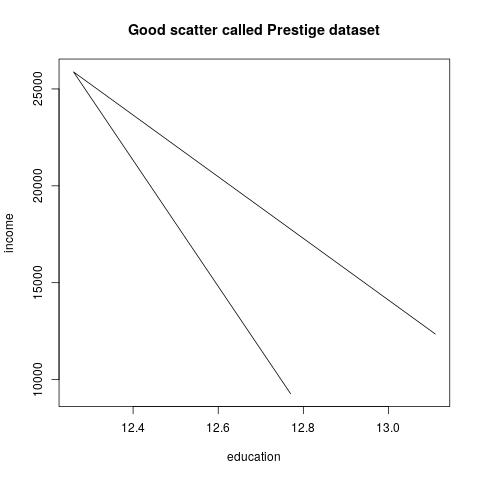 Good scatter called Prestige dataset
25000
20000
15000
10000
income
12.4 12.6 12.8 13.0
education